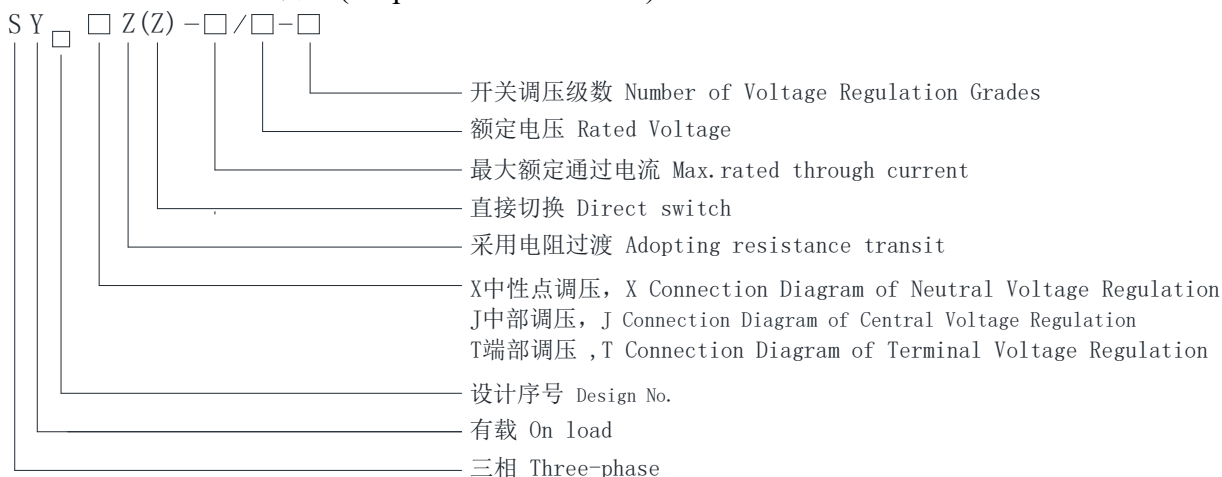 SY□ □Z(Z)-□/□-□
开关调压级数 Number of Voltage Regulation Grades
额定电压 Rated Voltage
最大额定通过电流 Max.rated through current
直接切换 Direct switch
采用电阻过渡 Adopting resistance transit
X中性点调压，X Connection Diagram of Neutral Voltage Regulation
J中部调压，J Connection Diagram of Central Voltage Regulation
T端部调压 ,T Connection Diagram of Terminal Voltage Regulation
设计序号 Design No.
有载 On load
三相 Three-phase